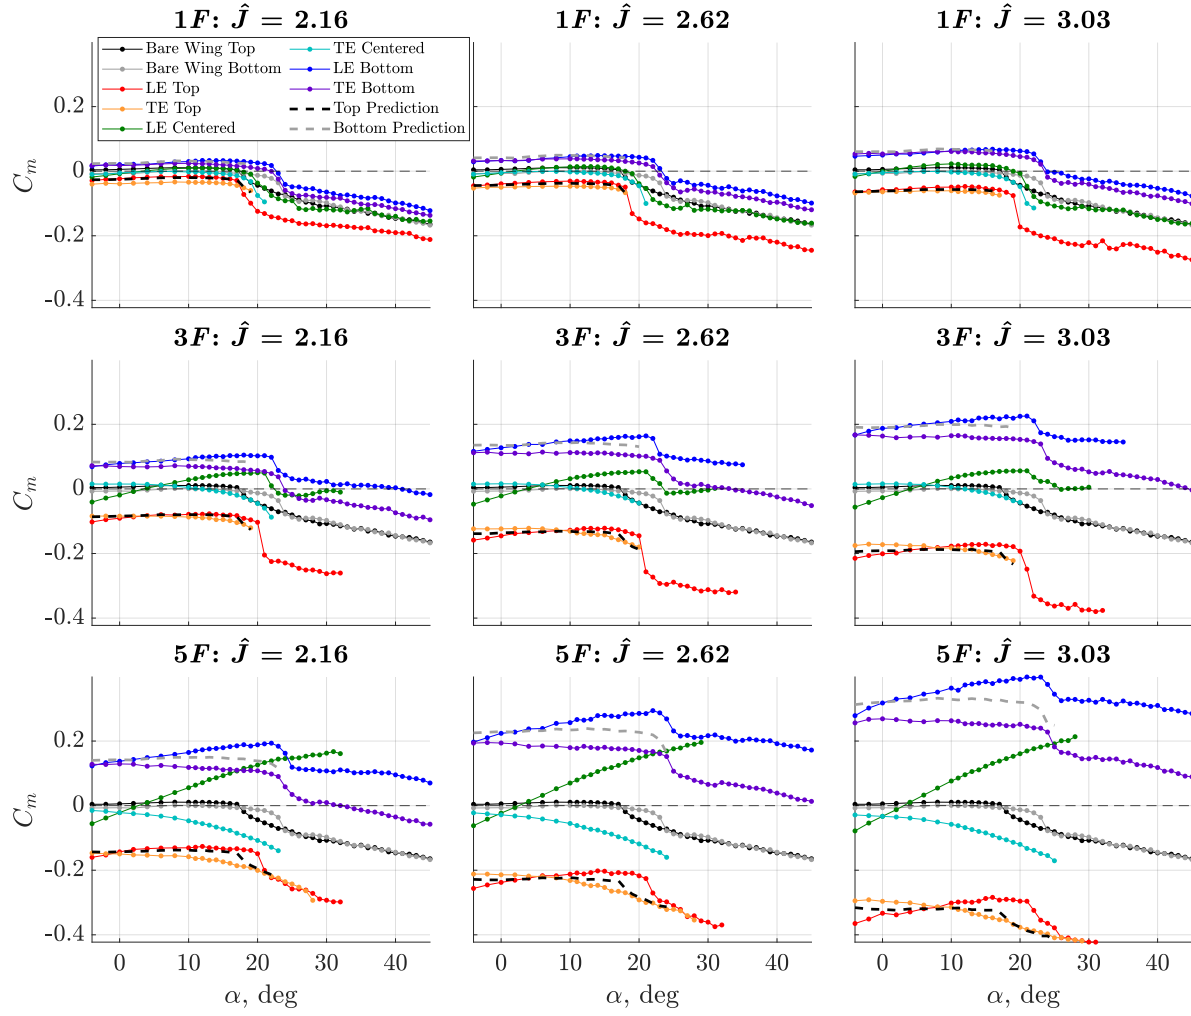 1F: Ĵ = 2.16
1F: Ĵ = 2.62
1F: Ĵ = 3.03
Bare Wing Top
Bare Wing Bottom
LE Top
TE Top
LE Centered
TE Centered
LE Bottom
TE Bottom
Top Prediction
Bottom Prediction
0.2
0
-0.2
-0.4
C_m
3F: Ĵ = 2.16
3F: Ĵ = 2.62
3F: Ĵ = 3.03
0.2
0
-0.2
-0.4
C_m
5F: Ĵ = 2.16
5F: Ĵ = 2.62
5F: Ĵ = 3.03
0.2
0
-0.2
-0.4
C_m
0 10 20 30 40
0 10 20 30 40
0 10 20 30 40
α, deg
α, deg
α, deg